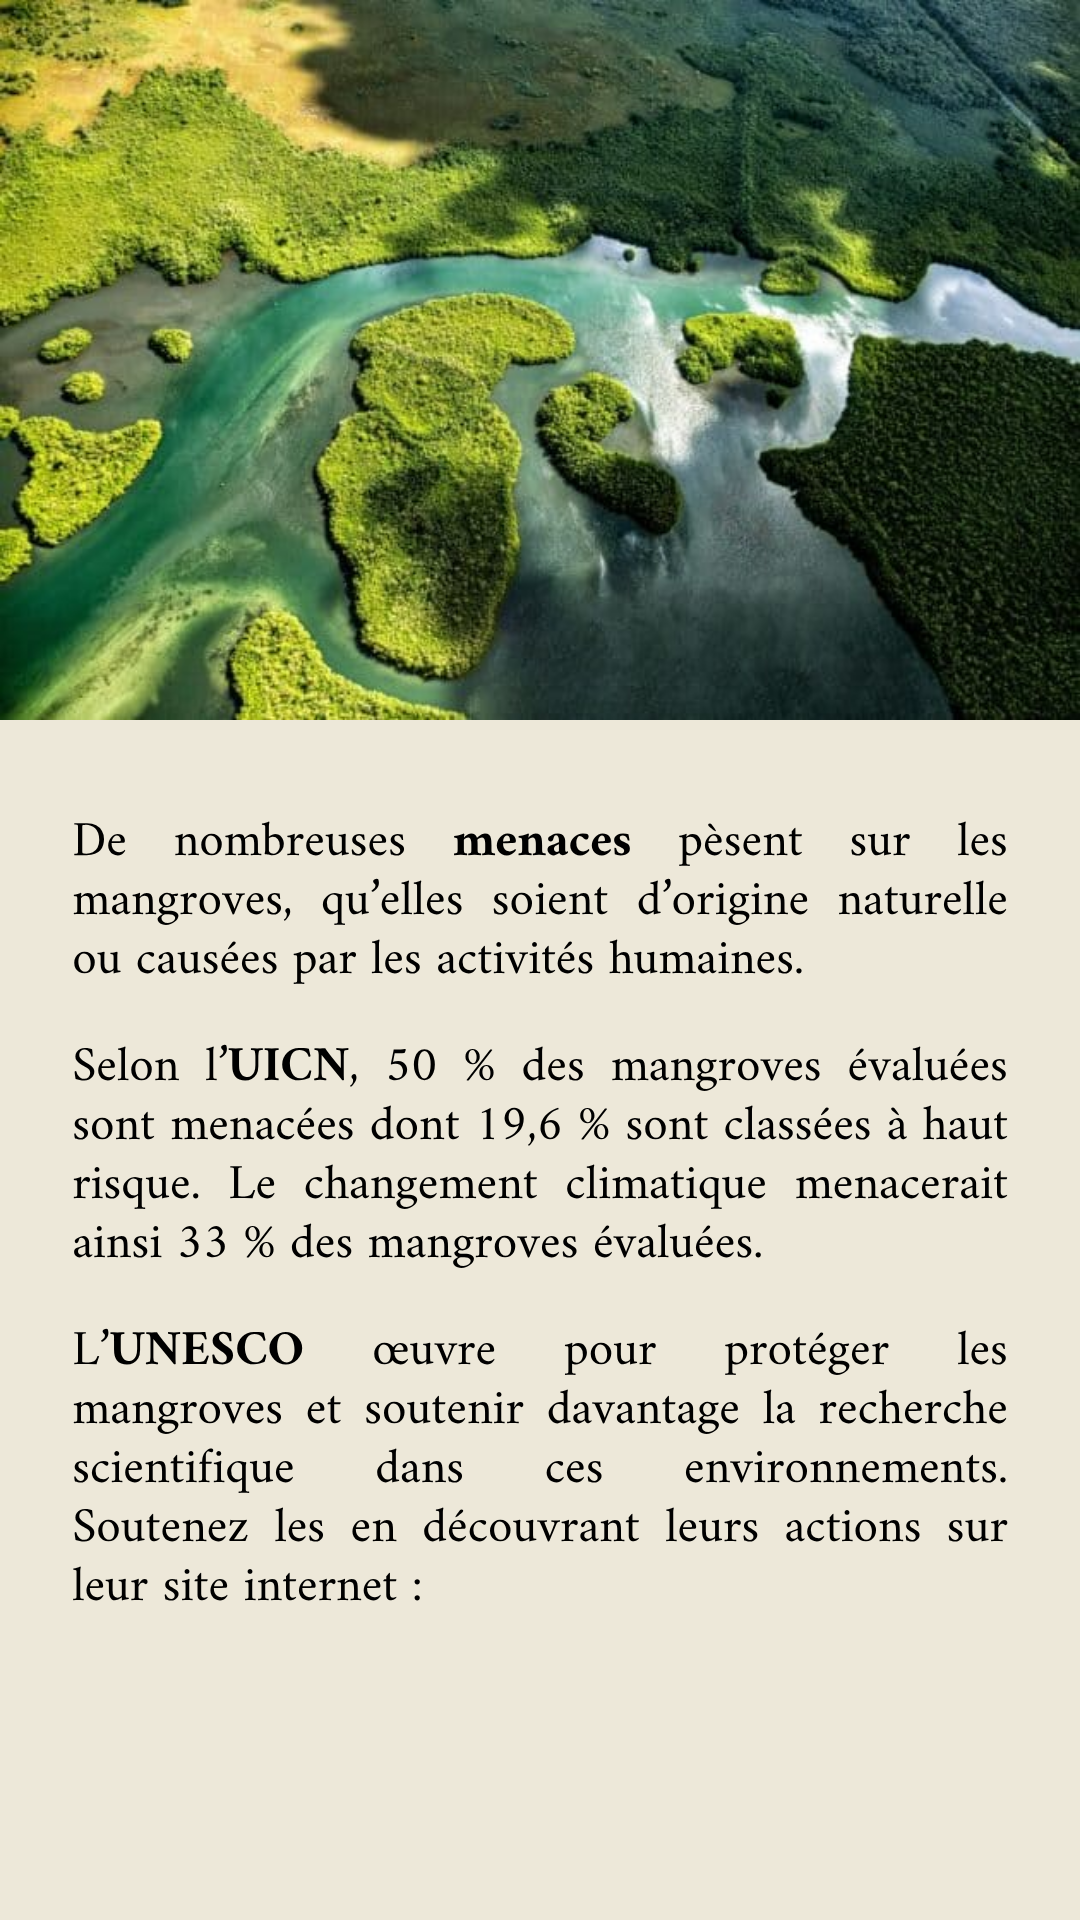 De nombreuses menaces pèsent sur les
mangroves, qu’elles soient d’origine naturelle
ou causées par les activités humaines.
Selon l’UICN, 50 % des mangroves évaluées
sont menacées dont 19,6 % sont classées à haut
risque. Le changement climatique menacerait
ainsi 33 % des mangroves évaluées.
L’UNESCO œuvre pour protéger les
mangroves et soutenir davantage la recherche
scientifique dans ces environnements.
Soutenez les en découvrant leurs actions sur
leur site internet :